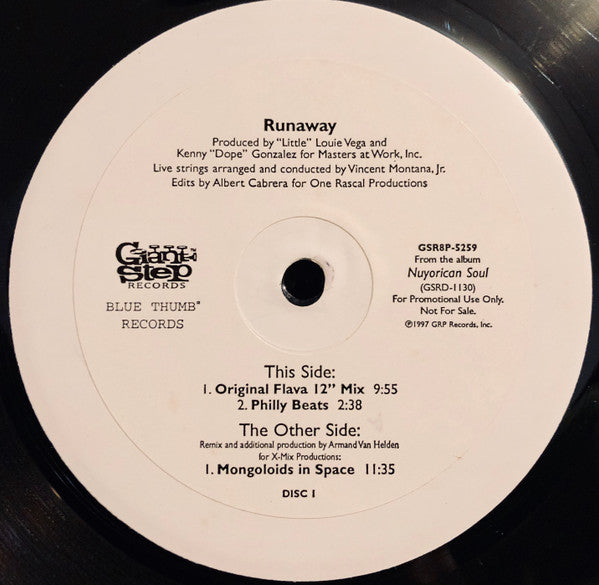 Runaway
Produced by "Little" Louie Vega and
Kenny "Dope" Gonzalez for Masters at Work, Inc.
Live strings arranged and conducted by Vincent Montana, Jr.
Edits by Albert Cabrera for One Rascal Productions
Giant
Step
RECORDS
BLUE THUMB®
RECORDS
GSR8P-5259
From the album
Nuyorican Soul
(GSRD-1130)
For Promotional Use Only.
Not For Sale.
℗©1997 GRP Records, Inc.
This Side:
1. Original Flava 12" Mix 9:55
2. Philly Beats 2:38
The Other Side:
Remix and additional production by Armand Van Helden
for X-Mix Productions:
1. Mongoloids in Space 11:35
DISC 1